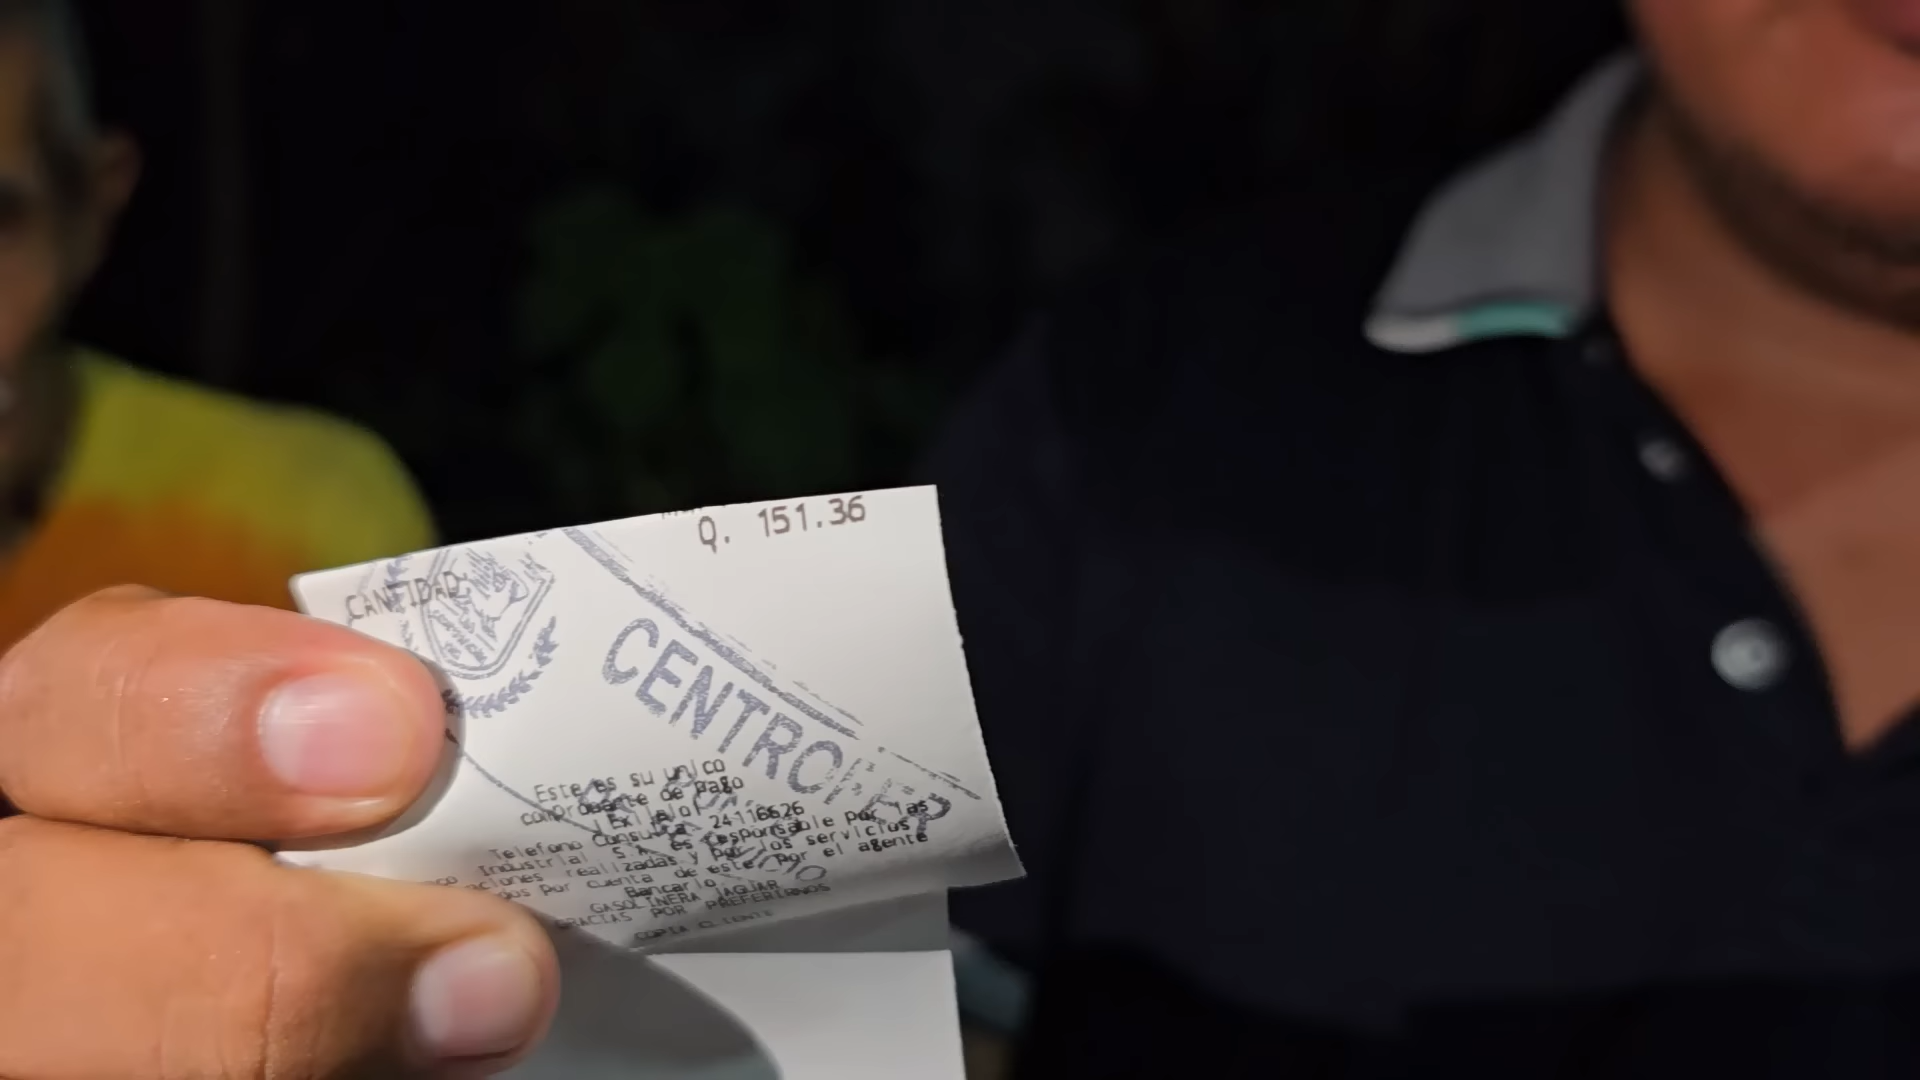 Q. 151.36
CANTIDAD:
CENTRO
Este es su unico
comprobante de pago
Telefono Consulta 24116626
Industrial S.A. es responsable por las
realizadas y por los servicios
por cuenta de este por el agente
Bancario
GASOLINERA JAGUAR
GRACIAS POR PREFERIRNOS
COPIA CLIENTE